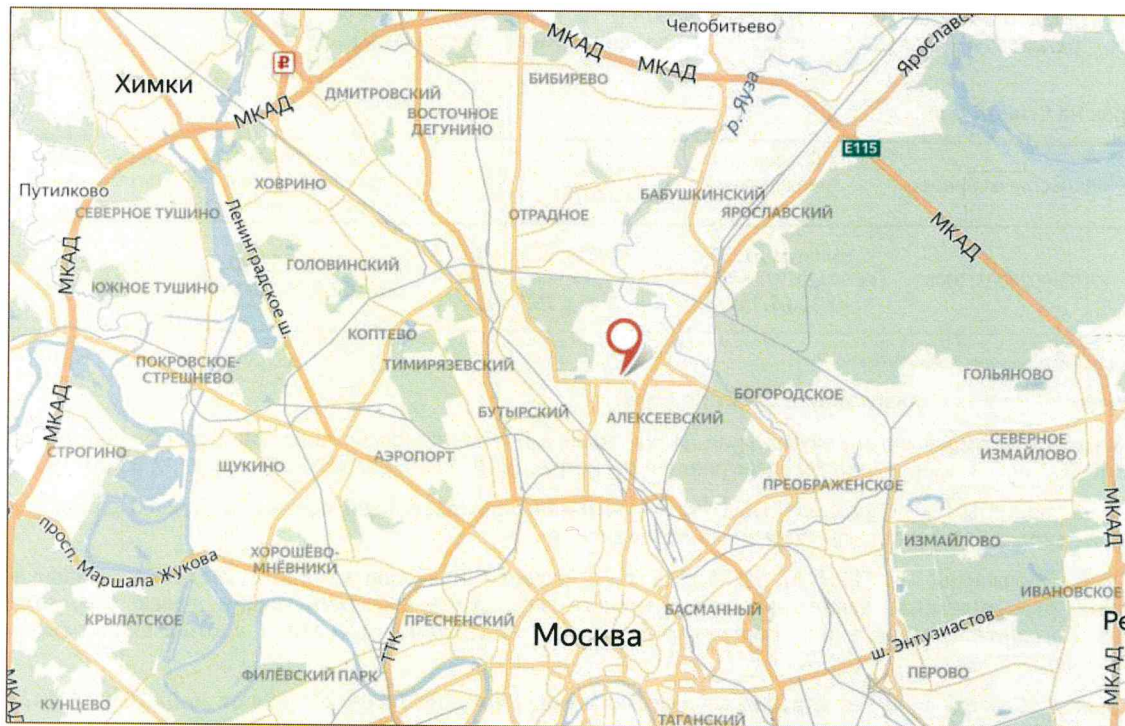 Челобитьево
Ярославс
МКАД
МКАД
Химки
₽
МКАД
ДМИТРОВСКИЙ
БИБИРЕВО
ВОСТОЧНОЕ
ДЕГУНИНО
р. Яуза
E115
Путилково
ХОВРИНО
СЕВЕРНОЕ ТУШИНО
БАБУШКИНСКИЙ
ОТРАДНОЕ
ЯРОСЛАВСКИЙ
МКАД
МКАД
Ленинградское ш.
ГОЛОВИНСКИЙ
ЮЖНОЕ ТУШИНО
КОПТЕВО
ПОКРОВСКОЕ-
СТРЕШНЕВО
ТИМИРЯЗЕВСКИЙ
ГОЛЬЯНОВО
БОГОРОДСКОЕ
МКАД
БУТЫРСКИЙ
АЛЕКСЕЕВСКИЙ
СТРОГИНО
ЩУКИНО
АЭРОПОРТ
СЕВЕРНОЕ
ИЗМАЙЛОВО
ПРЕОБРАЖЕНСКОЕ
МКАД
просп. Маршала Жукова
ХОРОШЁВО-
МНЁВНИКИ
ИЗМАЙЛОВО
ИВАНОВСКОЕ
КРЫЛАТСКОЕ
ПРЕСНЕНСКИЙ
БАСМАННЫЙ
Москва
ш. Энтузиастов
Ре
ТТК
ФИЛЁВСКИЙ ПАРК
ПЕРОВО
МКАД
МКАД
КУНЦЕВО
ТАГАНСКИЙ